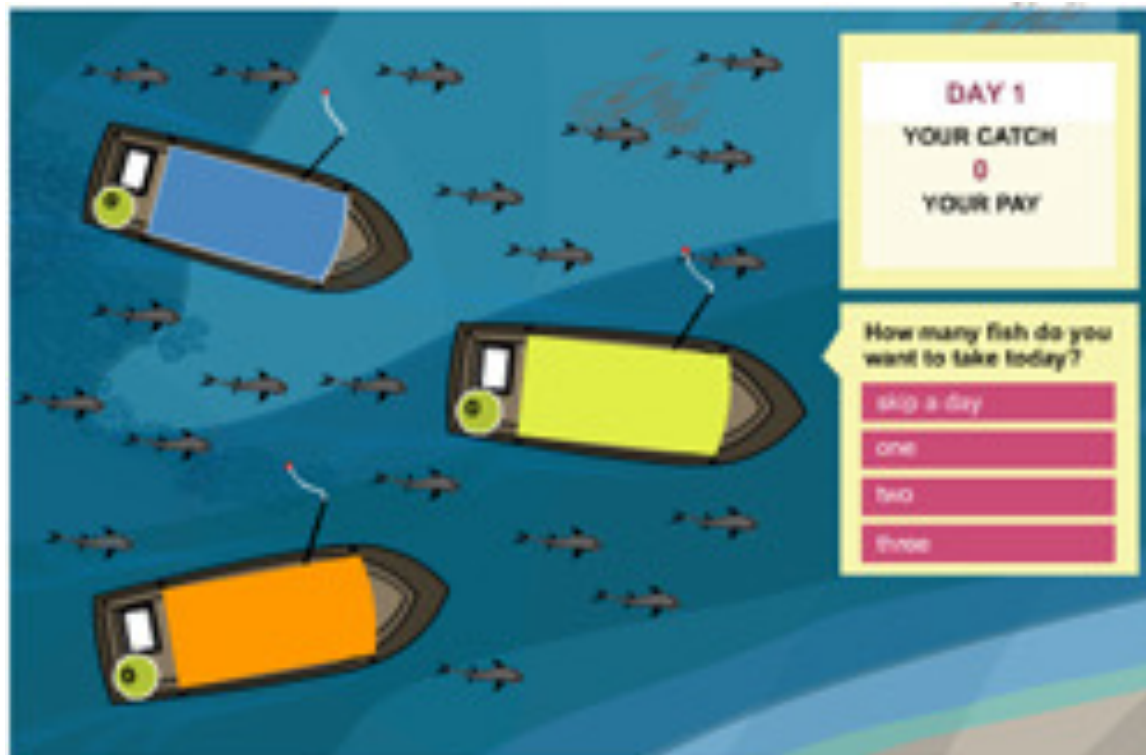 DAY 1
YOUR CATCH
0
YOUR PAY
How many fish do you
want to take today?
skip a day
one
two
three